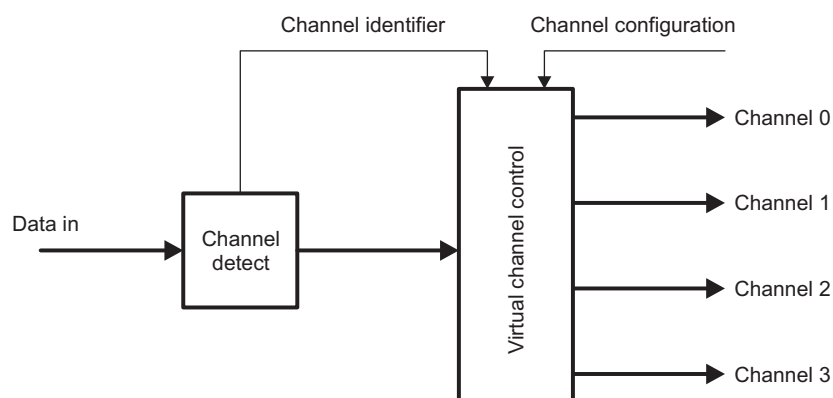 Channel identifier
Channel configuration
Channel 0
Channel 1
Data in
Channel
detect
Virtual channel control
Channel 2
Channel 3